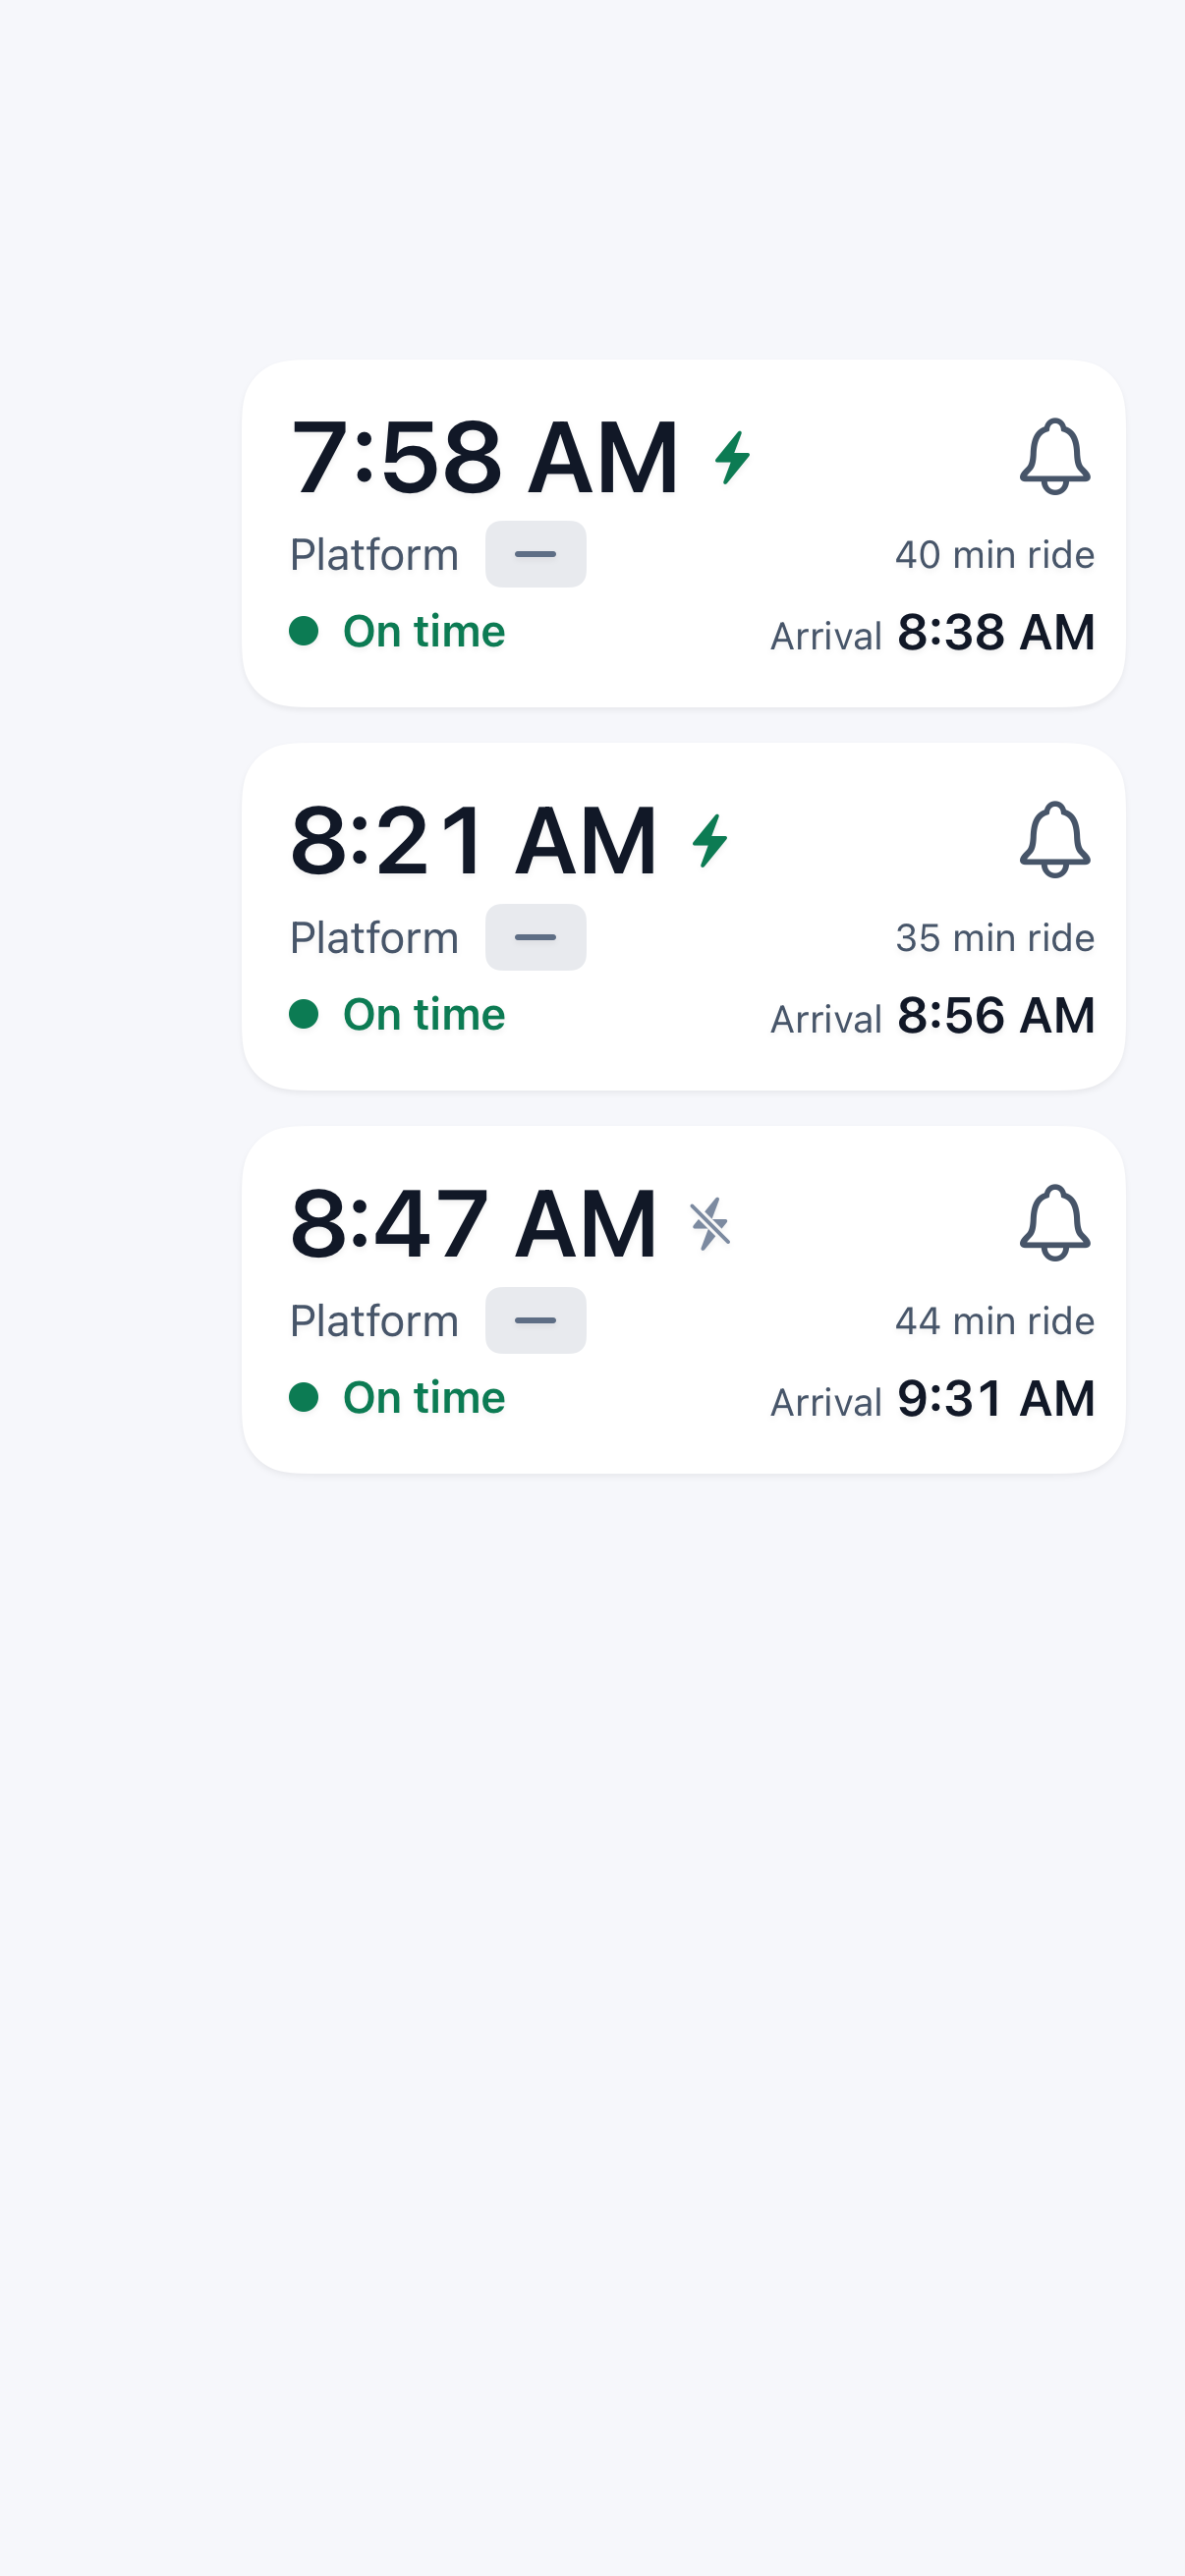 7:58 AM
Platform — 40 min ride
On time Arrival 8:38 AM
8:21 AM
Platform — 35 min ride
On time Arrival 8:56 AM
8:47 AM
Platform — 44 min ride
On time Arrival 9:31 AM